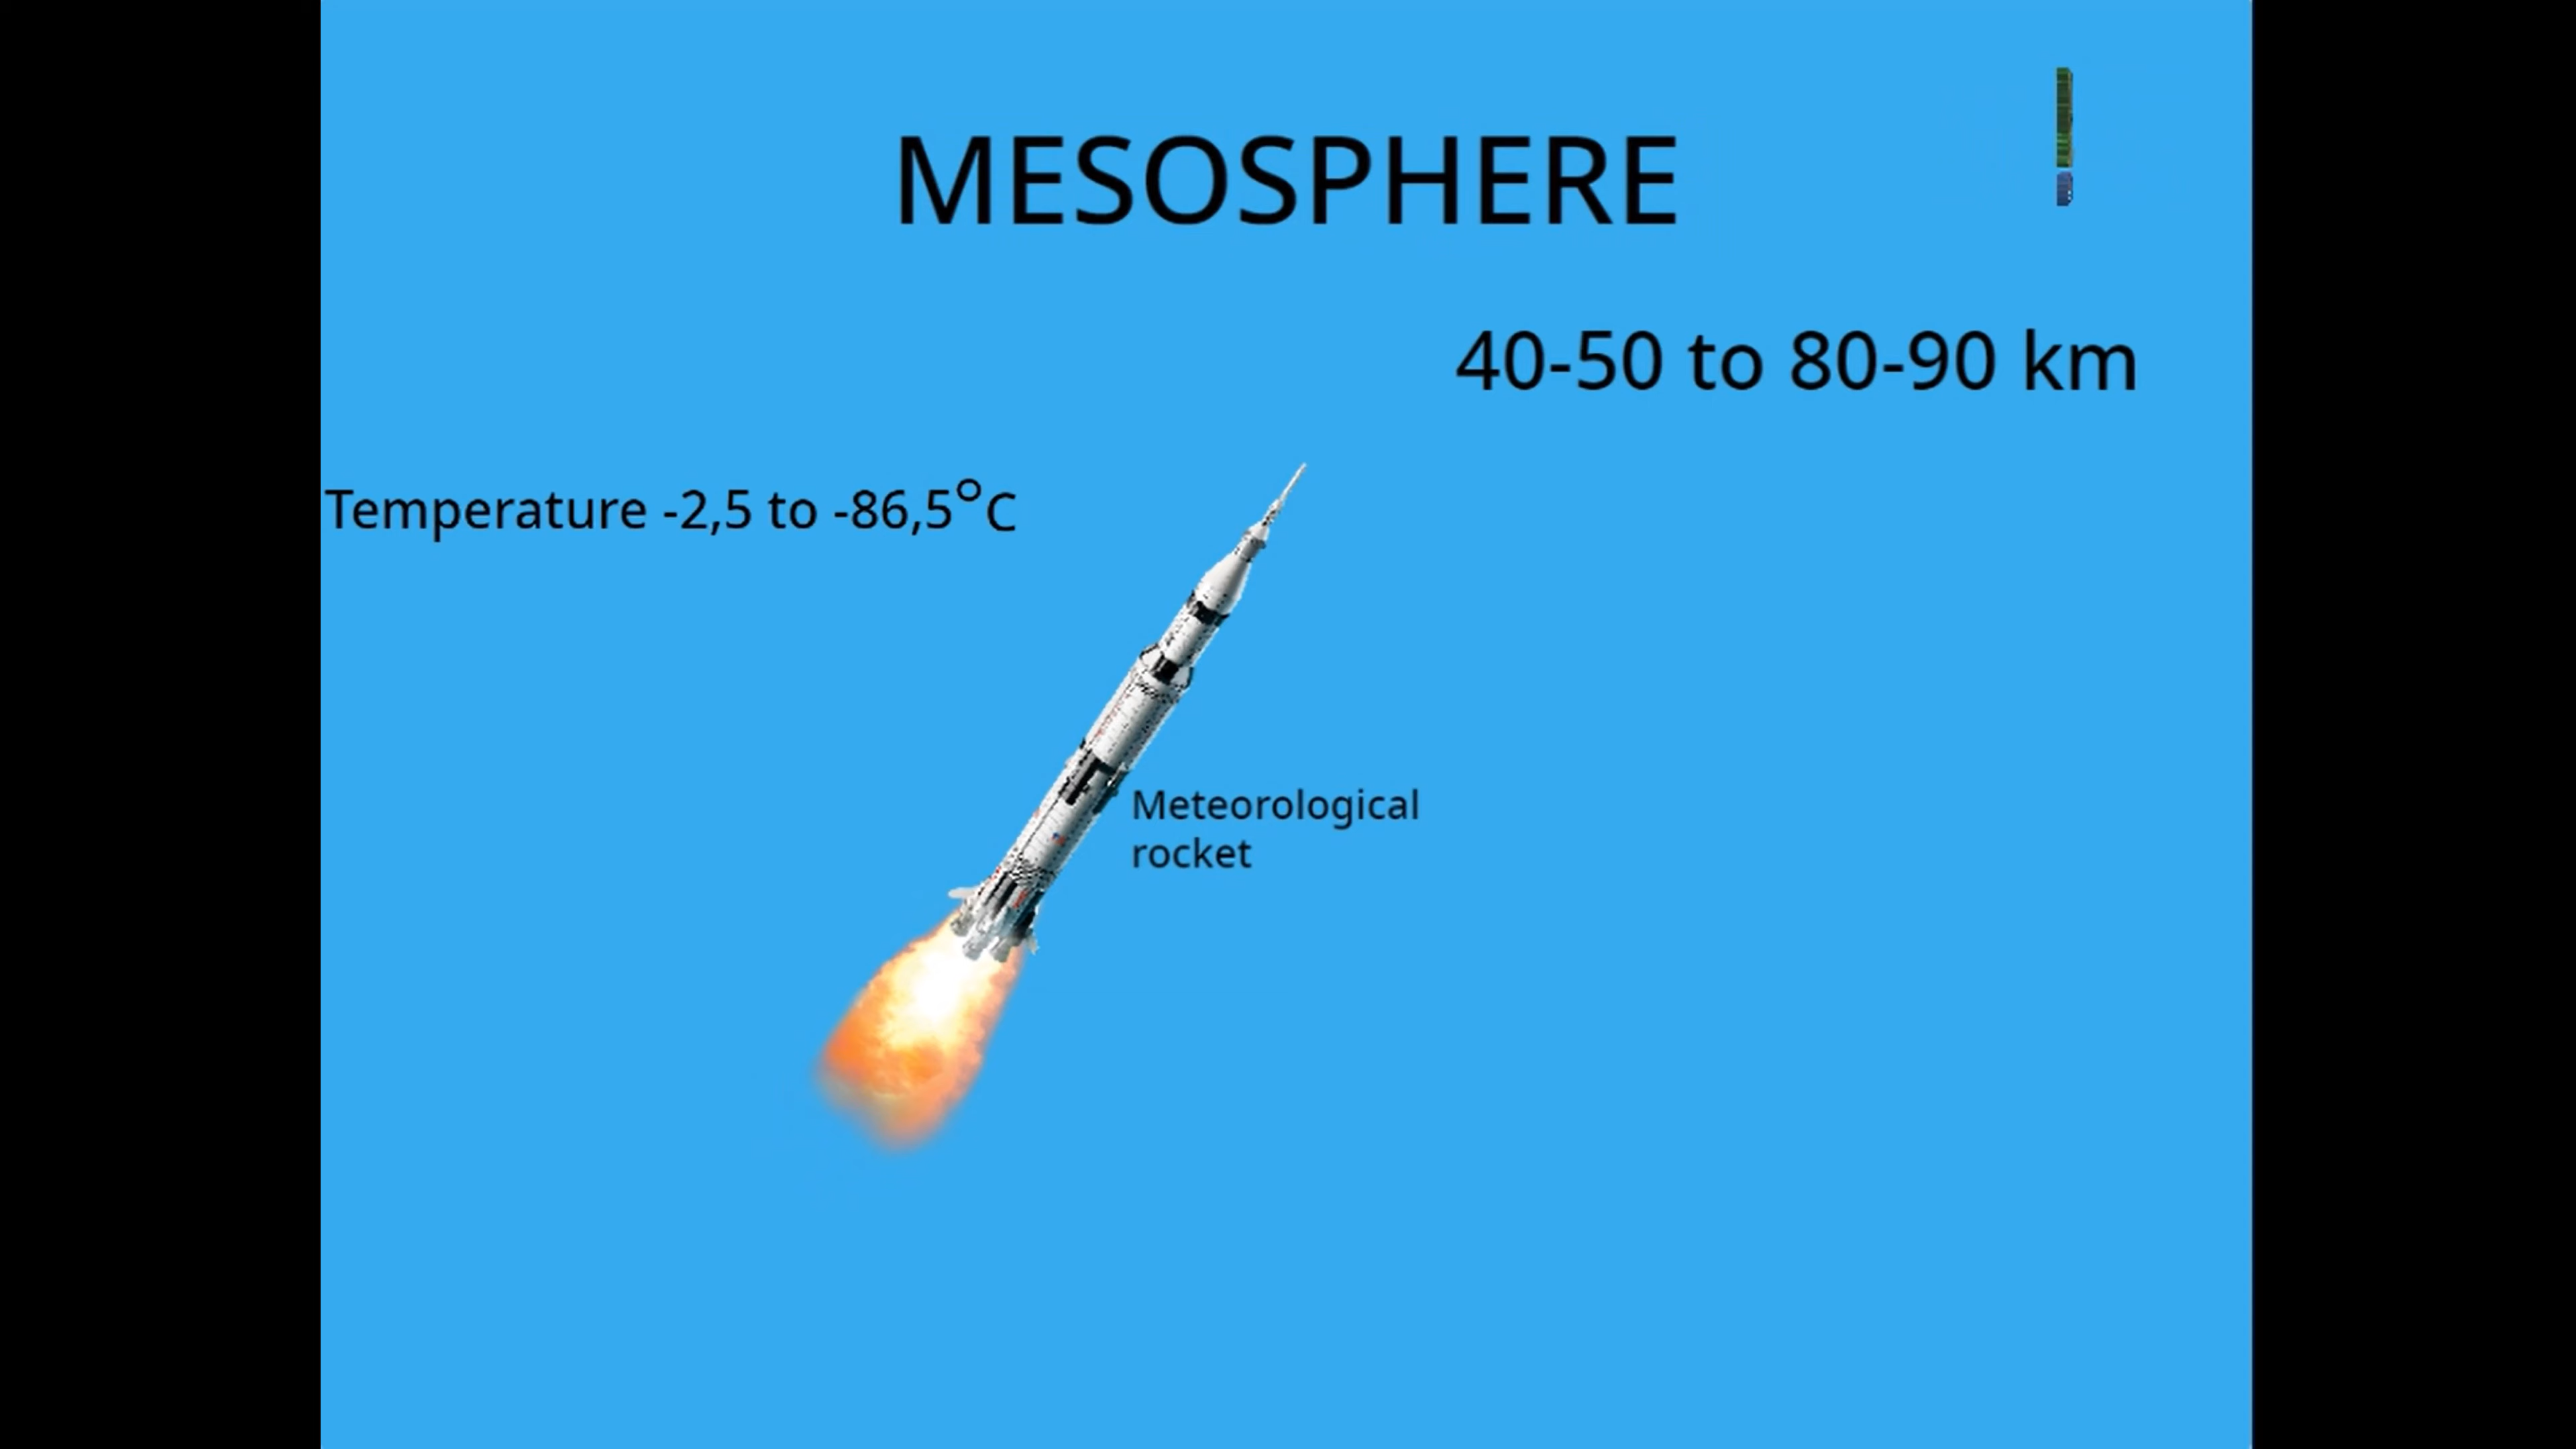 MESOSPHERE
40-50 to 80-90 km
Temperature -2,5 to -86,5°C
Meteorological
rocket